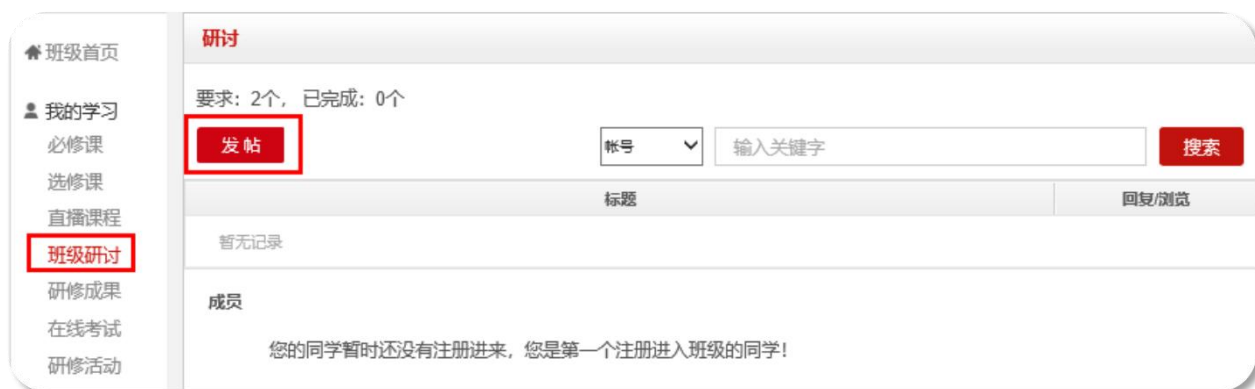 班级首页
我的学习
必修课
选修课
直播课程
班级研讨
研修成果
在线考试
研修活动
研讨
要求：2个，已完成：0个
发帖
帐号
输入关键字
搜索
标题
回复/浏览
暂无记录
成员
您的同学暂时还没有注册进来，您是第一个注册进入班级的同学！